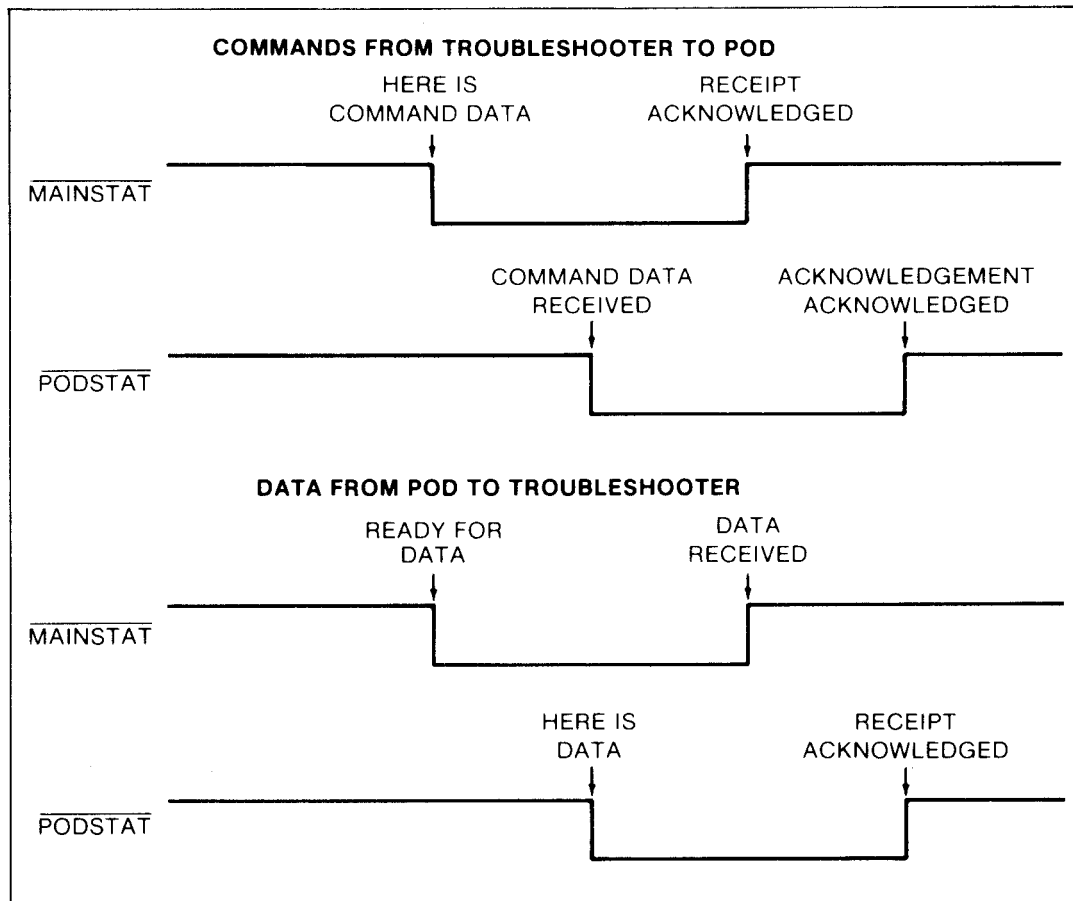 COMMANDS FROM TROUBLESHOOTER TO POD
HERE IS
COMMAND DATA
RECEIPT
ACKNOWLEDGED
MAINSTAT
COMMAND DATA
RECEIVED
ACKNOWLEDGEMENT
ACKNOWLEDGED
PODSTAT
DATA FROM POD TO TROUBLESHOOTER
READY FOR
DATA
DATA
RECEIVED
MAINSTAT
HERE IS
DATA
RECEIPT
ACKNOWLEDGED
PODSTAT